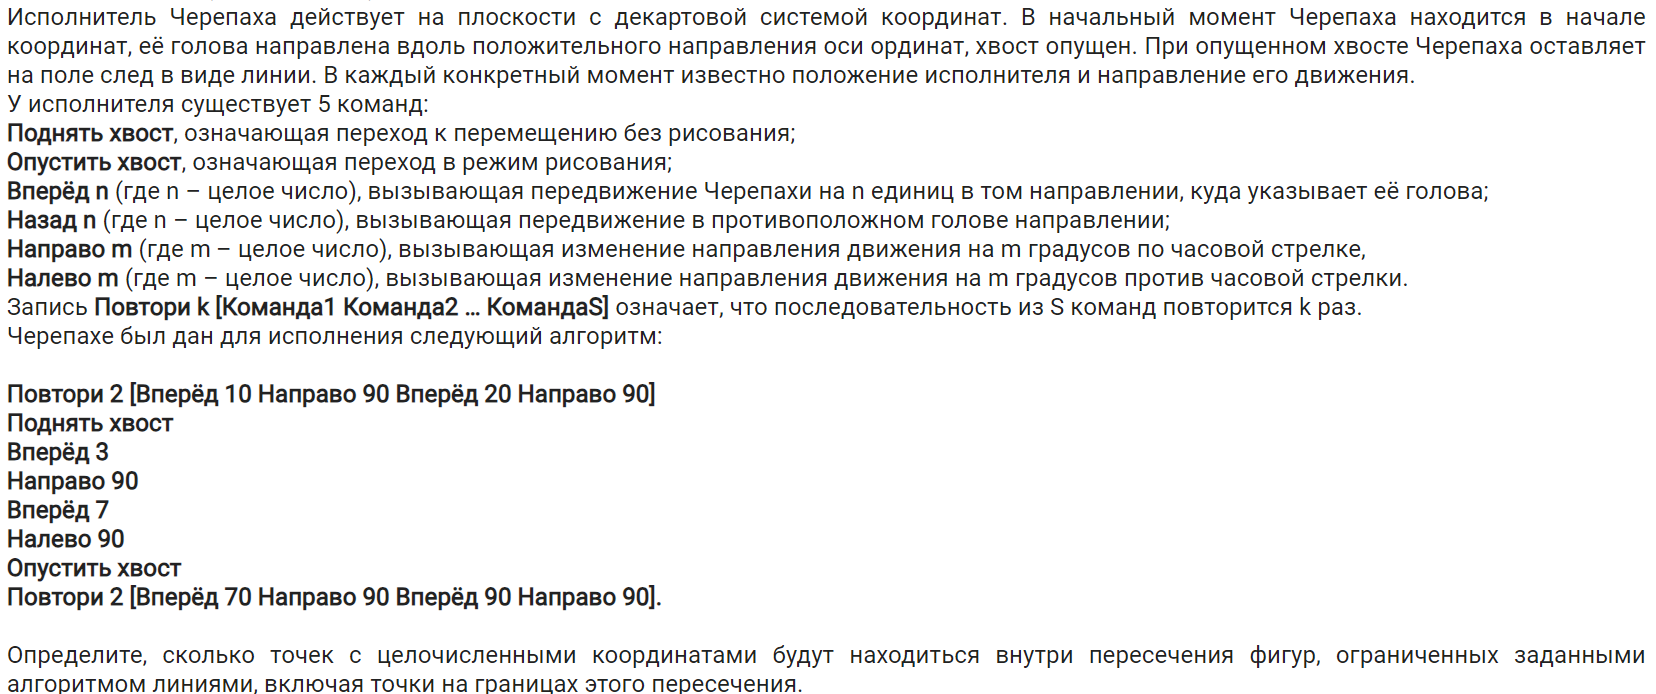 Исполнитель Черепаха действует на плоскости с декартовой системой координат. В начальный момент Черепаха находится в начале
координат, её голова направлена вдоль положительного направления оси ординат, хвост опущен. При опущенном хвосте Черепаха оставляет
на поле след в виде линии. В каждый конкретный момент известно положение исполнителя и направление его движения.
У исполнителя существует 5 команд:
Поднять хвост, означающая переход к перемещению без рисования;
Опустить хвост, означающая переход в режим рисования;
Вперёд n (где n – целое число), вызывающая передвижение Черепахи на n единиц в том направлении, куда указывает её голова;
Назад n (где n – целое число), вызывающая передвижение в противоположном голове направлении;
Направо m (где m – целое число), вызывающая изменение направления движения на m градусов по часовой стрелке,
Налево m (где m – целое число), вызывающая изменение направления движения на m градусов против часовой стрелки.
Запись Повтори k [Команда1 Команда2 … КомандаS] означает, что последовательность из S команд повторится k раз.
Черепахе был дан для исполнения следующий алгоритм:
Повтори 2 [Вперёд 10 Направо 90 Вперёд 20 Направо 90]
Поднять хвост
Вперёд 3
Направо 90
Вперёд 7
Налево 90
Опустить хвост
Повтори 2 [Вперёд 70 Направо 90 Вперёд 90 Направо 90].
Определите, сколько точек с целочисленными координатами будут находиться внутри пересечения фигур, ограниченных заданными
алгоритмом линиями, включая точки на границах этого пересечения.